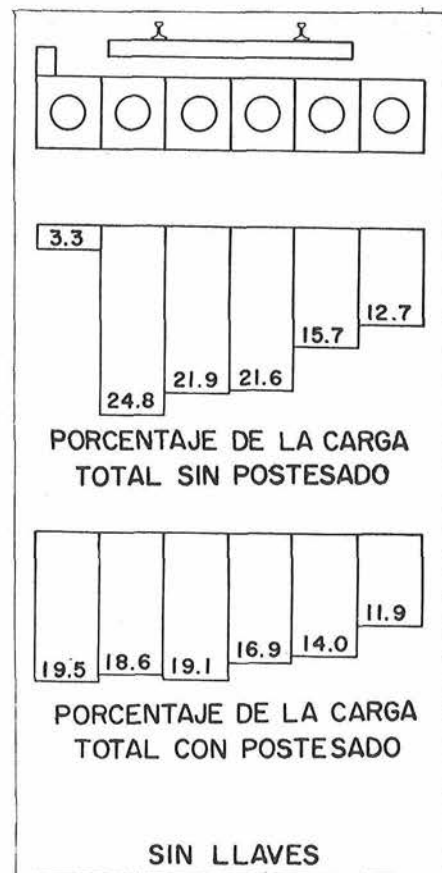 3.3
24.8
21.9
21.6
15.7
12.7
PORCENTAJE DE LA CARGA
TOTAL SIN POSTESADO
19.5
18.6
19.1
16.9
14.0
11.9
PORCENTAJE DE LA CARGA
TOTAL CON POSTESADO
SIN LLAVES